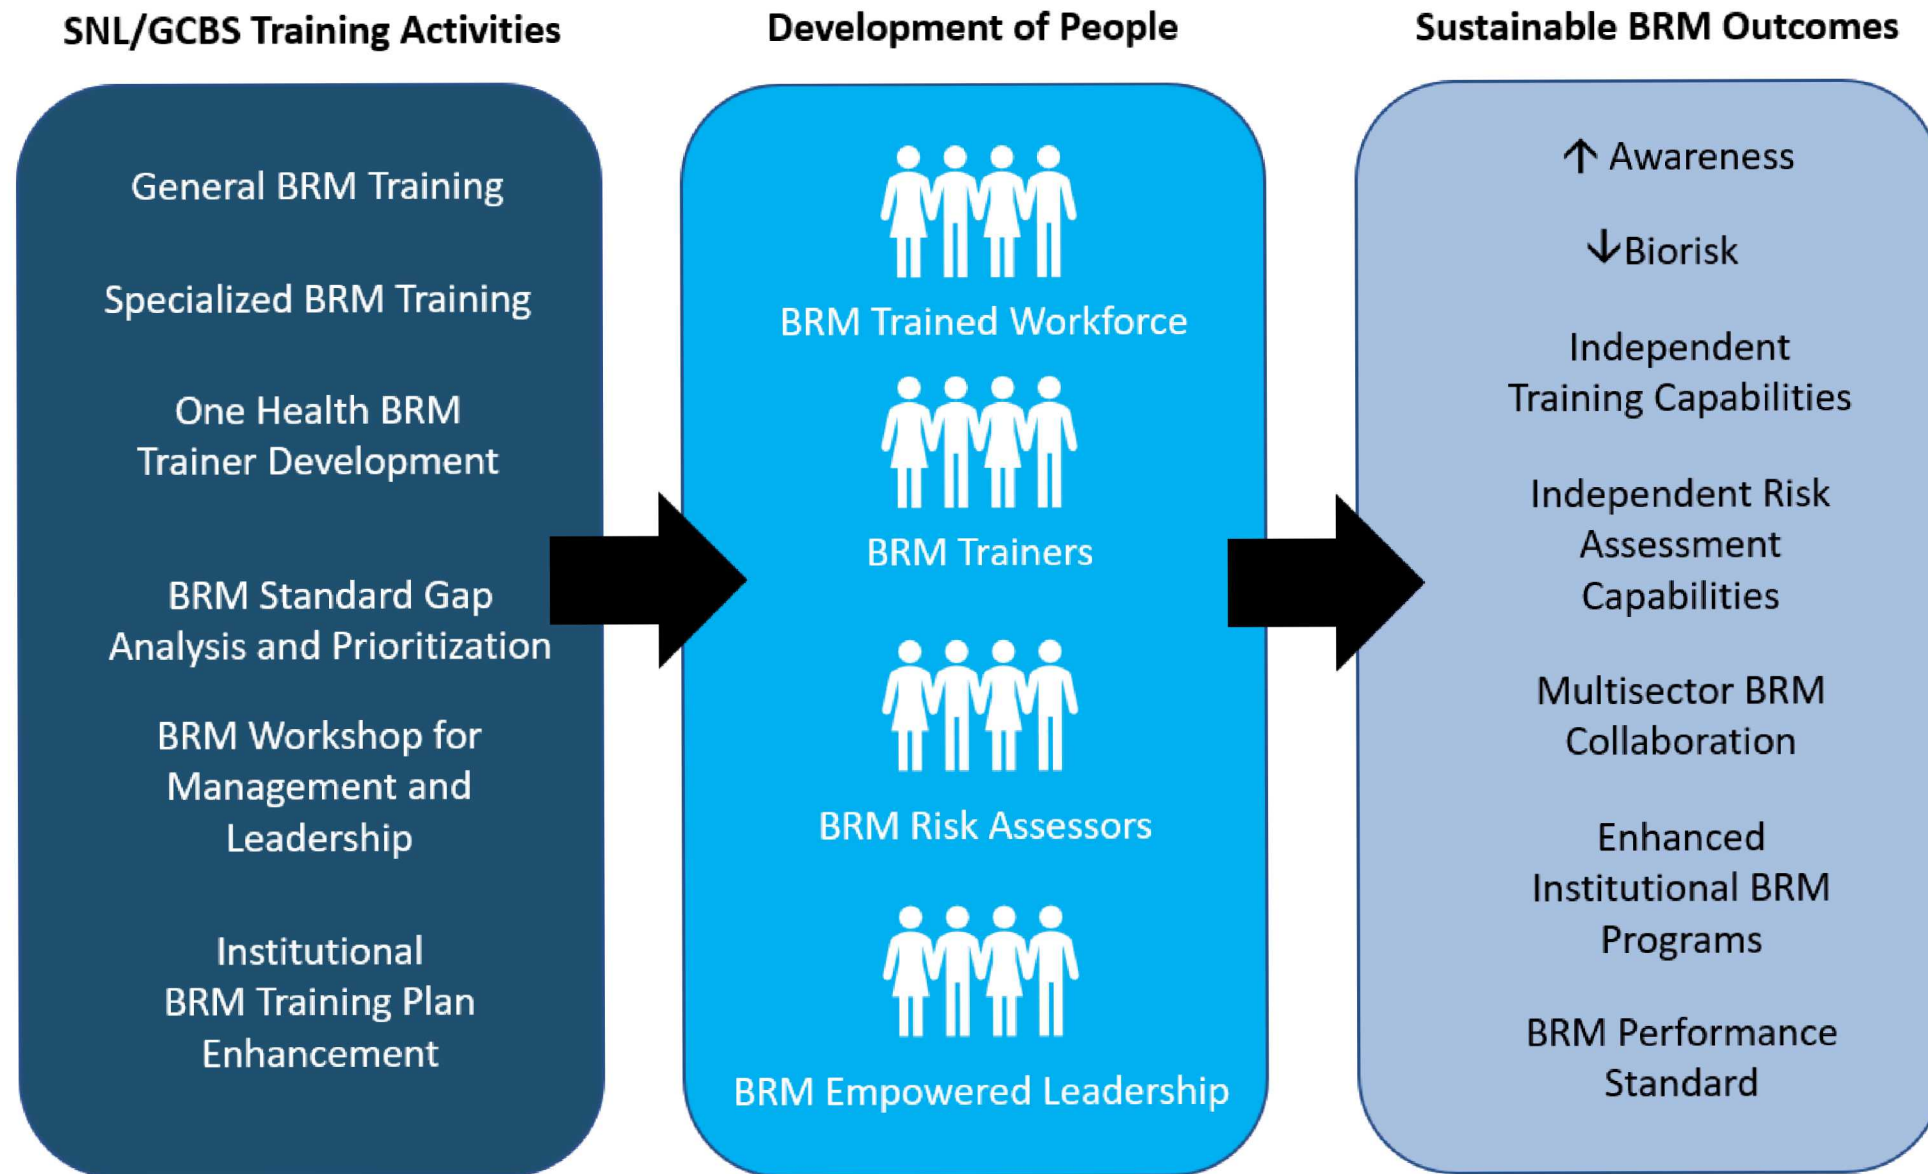 SNL/GCBS Training Activities
General BRM Training
Specialized BRM Training
One Health BRM
Trainer Development
BRM Standard Gap
Analysis and Prioritization
BRM Workshop for
Management and
Leadership
Institutional
BRM Training Plan
Enhancement
Development of People
BRM Trained Workforce
BRM Trainers
BRM Risk Assessors
BRM Empowered Leadership
Sustainable BRM Outcomes
↑ Awareness
↓Biorisk
Independent
Training Capabilities
Independent Risk
Assessment
Capabilities
Multisector BRM
Collaboration
Enhanced
Institutional BRM
Programs
BRM Performance
Standard